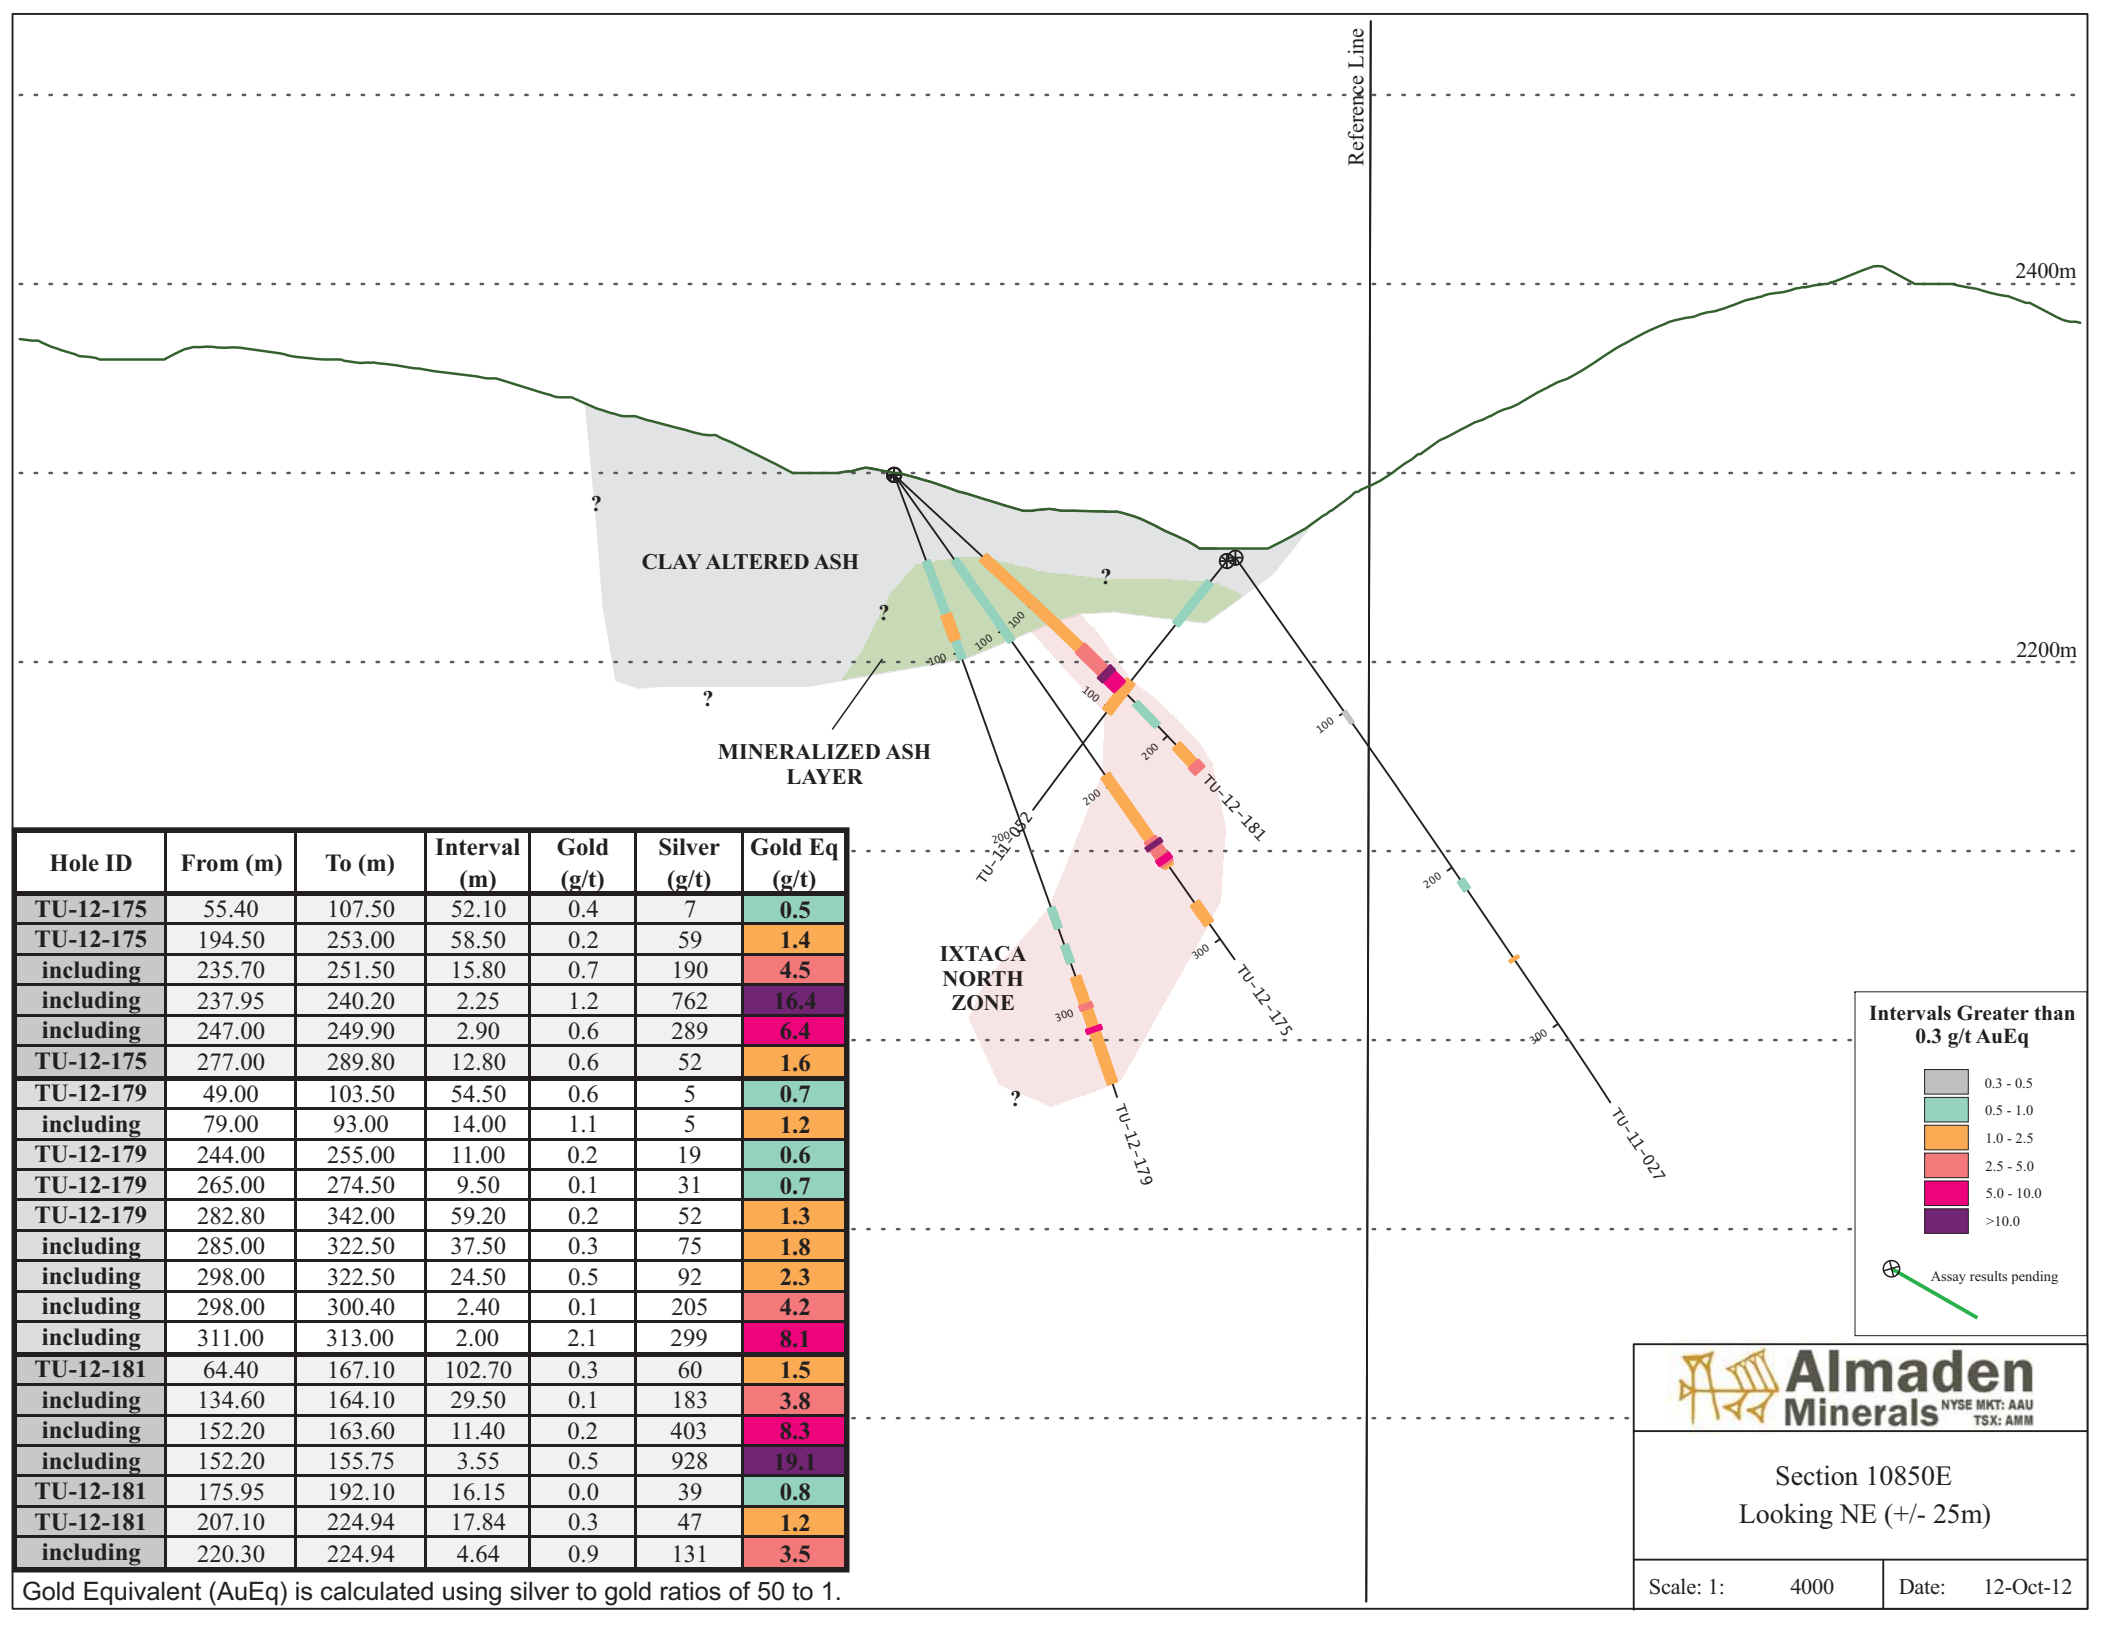 Reference Line
2400m
2200m
?
CLAY ALTERED ASH
?
?
?
100
100
100
100
100
MINERALIZED ASH
LAYER
200
200
200
200
TU-12-181
TU-11-052
IXTACA
NORTH
ZONE
300
300
300
TU-12-175
?
TU-12-179
TU-11-027
Hole ID From (m) To (m) Interval (m) Gold (g/t) Silver (g/t) Gold Eq (g/t)
TU-12-175 55.40 107.50 52.10 0.4 7 0.5
TU-12-175 194.50 253.00 58.50 0.2 59 1.4
including 235.70 251.50 15.80 0.7 190 4.5
including 237.95 240.20 2.25 1.2 762 16.4
including 247.00 249.90 2.90 0.6 289 6.4
TU-12-175 277.00 289.80 12.80 0.6 52 1.6
TU-12-179 49.00 103.50 54.50 0.6 5 0.7
including 79.00 93.00 14.00 1.1 5 1.2
TU-12-179 244.00 255.00 11.00 0.2 19 0.6
TU-12-179 265.00 274.50 9.50 0.1 31 0.7
TU-12-179 282.80 342.00 59.20 0.2 52 1.3
including 285.00 322.50 37.50 0.3 75 1.8
including 298.00 322.50 24.50 0.5 92 2.3
including 298.00 300.40 2.40 0.1 205 4.2
including 311.00 313.00 2.00 2.1 299 8.1
TU-12-181 64.40 167.10 102.70 0.3 60 1.5
including 134.60 164.10 29.50 0.1 183 3.8
including 152.20 163.60 11.40 0.2 403 8.3
including 152.20 155.75 3.55 0.5 928 19.1
TU-12-181 175.95 192.10 16.15 0.0 39 0.8
TU-12-181 207.10 224.94 17.84 0.3 47 1.2
including 220.30 224.94 4.64 0.9 131 3.5
Gold Equivalent (AuEq) is calculated using silver to gold ratios of 50 to 1.
Intervals Greater than
0.3 g/t AuEq
0.3 - 0.5
0.5 - 1.0
1.0 - 2.5
2.5 - 5.0
5.0 - 10.0
>10.0
Assay results pending
Almaden
Minerals NYSE MKT: AAU
TSX: AMM
Section 10850E
Looking NE (+/- 25m)
Scale: 1: 4000 Date: 12-Oct-12